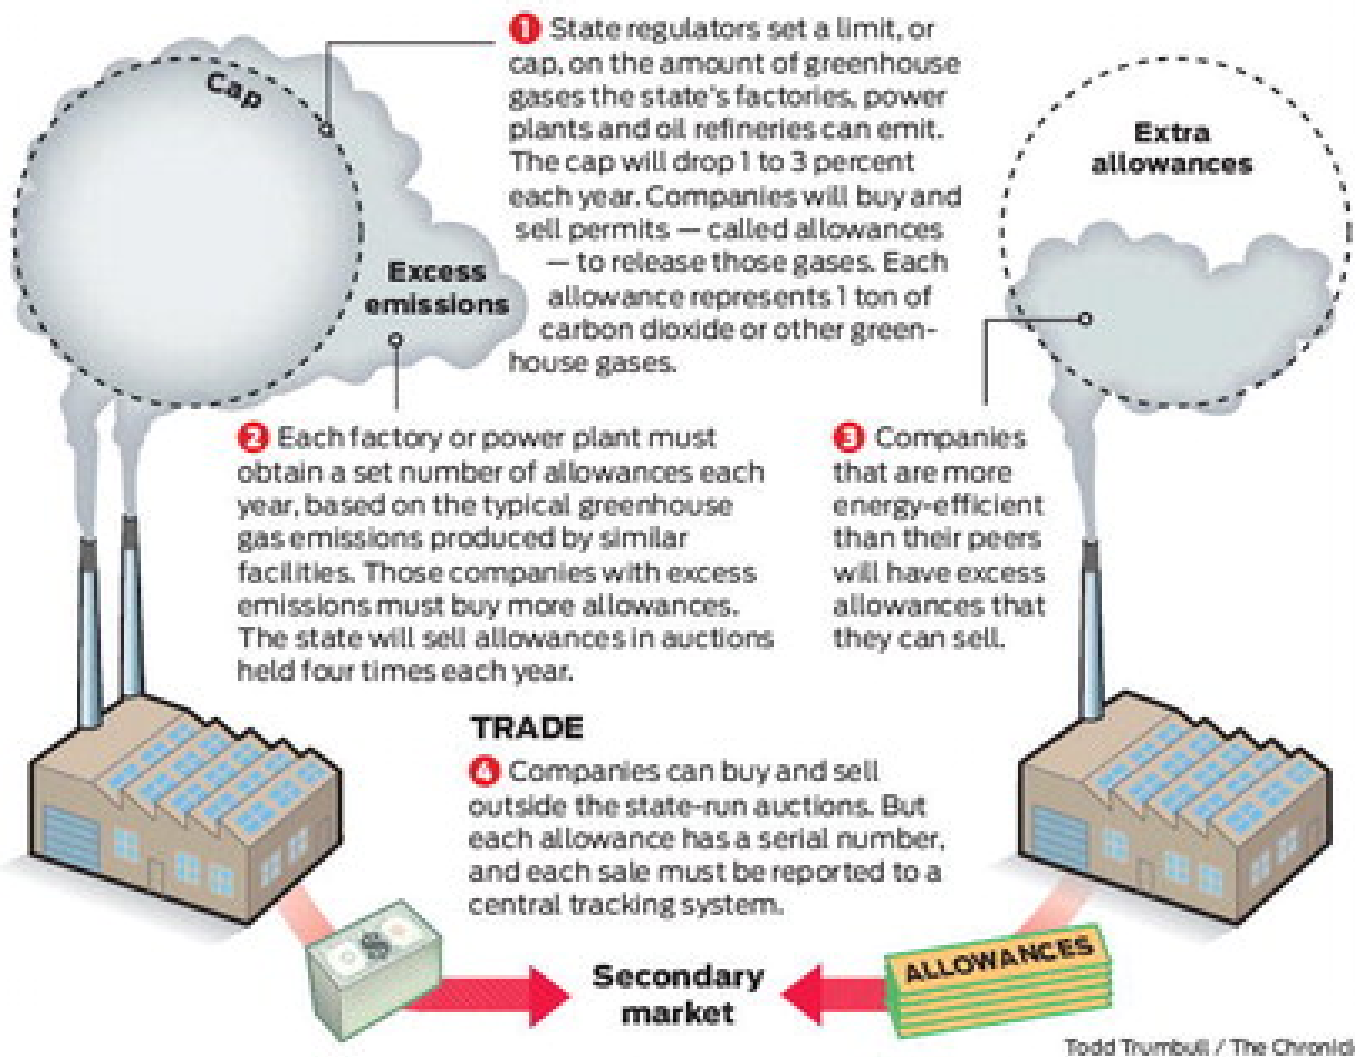 Cap
1 State regulators set a limit, or
cap, on the amount of greenhouse
gases the state's factories, power
plants and oil refineries can emit.
The cap will drop 1 to 3 percent
each year. Companies will buy and
sell permits — called allowances
— to release those gases. Each
allowance represents 1 ton of
carbon dioxide or other green-
house gases.
Extra
allowances
Excess
emissions
2 Each factory or power plant must
obtain a set number of allowances each
year, based on the typical greenhouse
gas emissions produced by similar
facilities. Those companies with excess
emissions must buy more allowances.
The state will sell allowances in auctions
held four times each year.
3 Companies
that are more
energy-efficient
than their peers
will have excess
allowances that
they can sell.
TRADE
4 Companies can buy and sell
outside the state-run auctions. But
each allowance has a serial number,
and each sale must be reported to a
central tracking system.
$
Secondary
market
ALLOWANCES
Todd Trumbull / The Chronicl